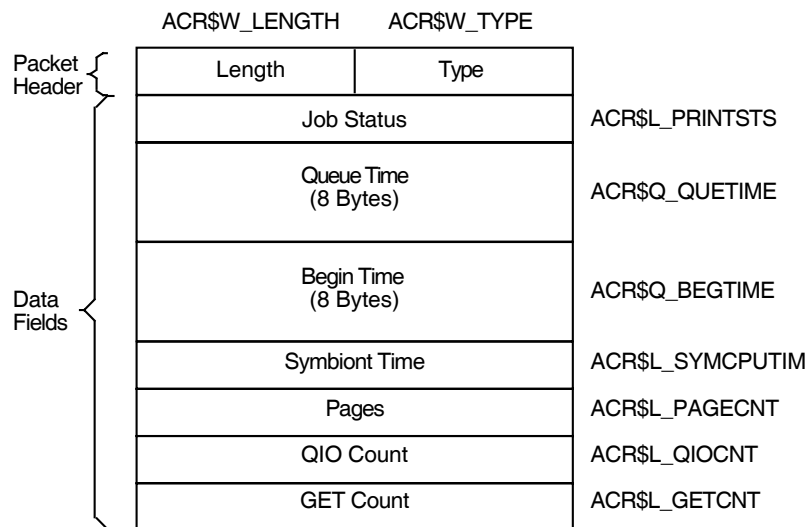 ACR$W_LENGTH ACR$W_TYPE
Packet
Header
Length Type
Job Status ACR$L_PRINTSTS
Queue Time
(8 Bytes)
ACR$Q_QUETIME
Begin Time
(8 Bytes)
ACR$Q_BEGTIME
Data
Fields
Symbiont Time ACR$L_SYMCPUTIM
Pages ACR$L_PAGECNT
QIO Count ACR$L_QIOCNT
GET Count ACR$L_GETCNT